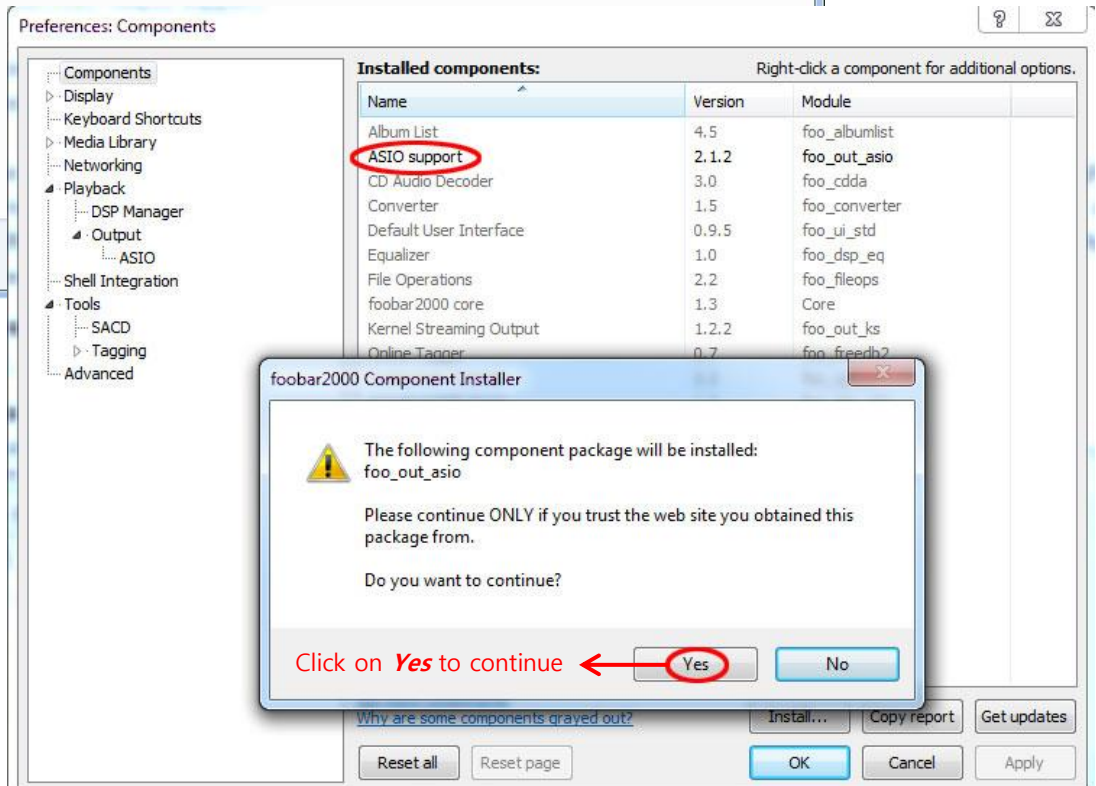 Preferences: Components
Components
Display
Keyboard Shortcuts
Media Library
Networking
Playback
DSP Manager
Output
ASIO
Shell Integration
Tools
SACD
Tagging
Advanced
Installed components:
Right-click a component for additional options.
Name Version Module
Album List 4.5 foo_albumlist
ASIO support 2.1.2 foo_out_asio
CD Audio Decoder 3.0 foo_cdda
Converter 1.5 foo_converter
Default User Interface 0.9.5 foo_ui_std
Equalizer 1.0 foo_dsp_eq
File Operations 2.2 foo_fileops
foobar2000 core 1.3 Core
Kernel Streaming Output 1.2.2 foo_out_ks
Online Tagger 0.7 foo_freedb2
foobar2000 Component Installer
The following component package will be installed:
foo_out_asio
Please continue ONLY if you trust the web site you obtained this
package from.
Do you want to continue?
Click on Yes to continue
Yes No
Why are some components grayed out?
Install... Copy report Get updates
Reset all Reset page OK Cancel Apply